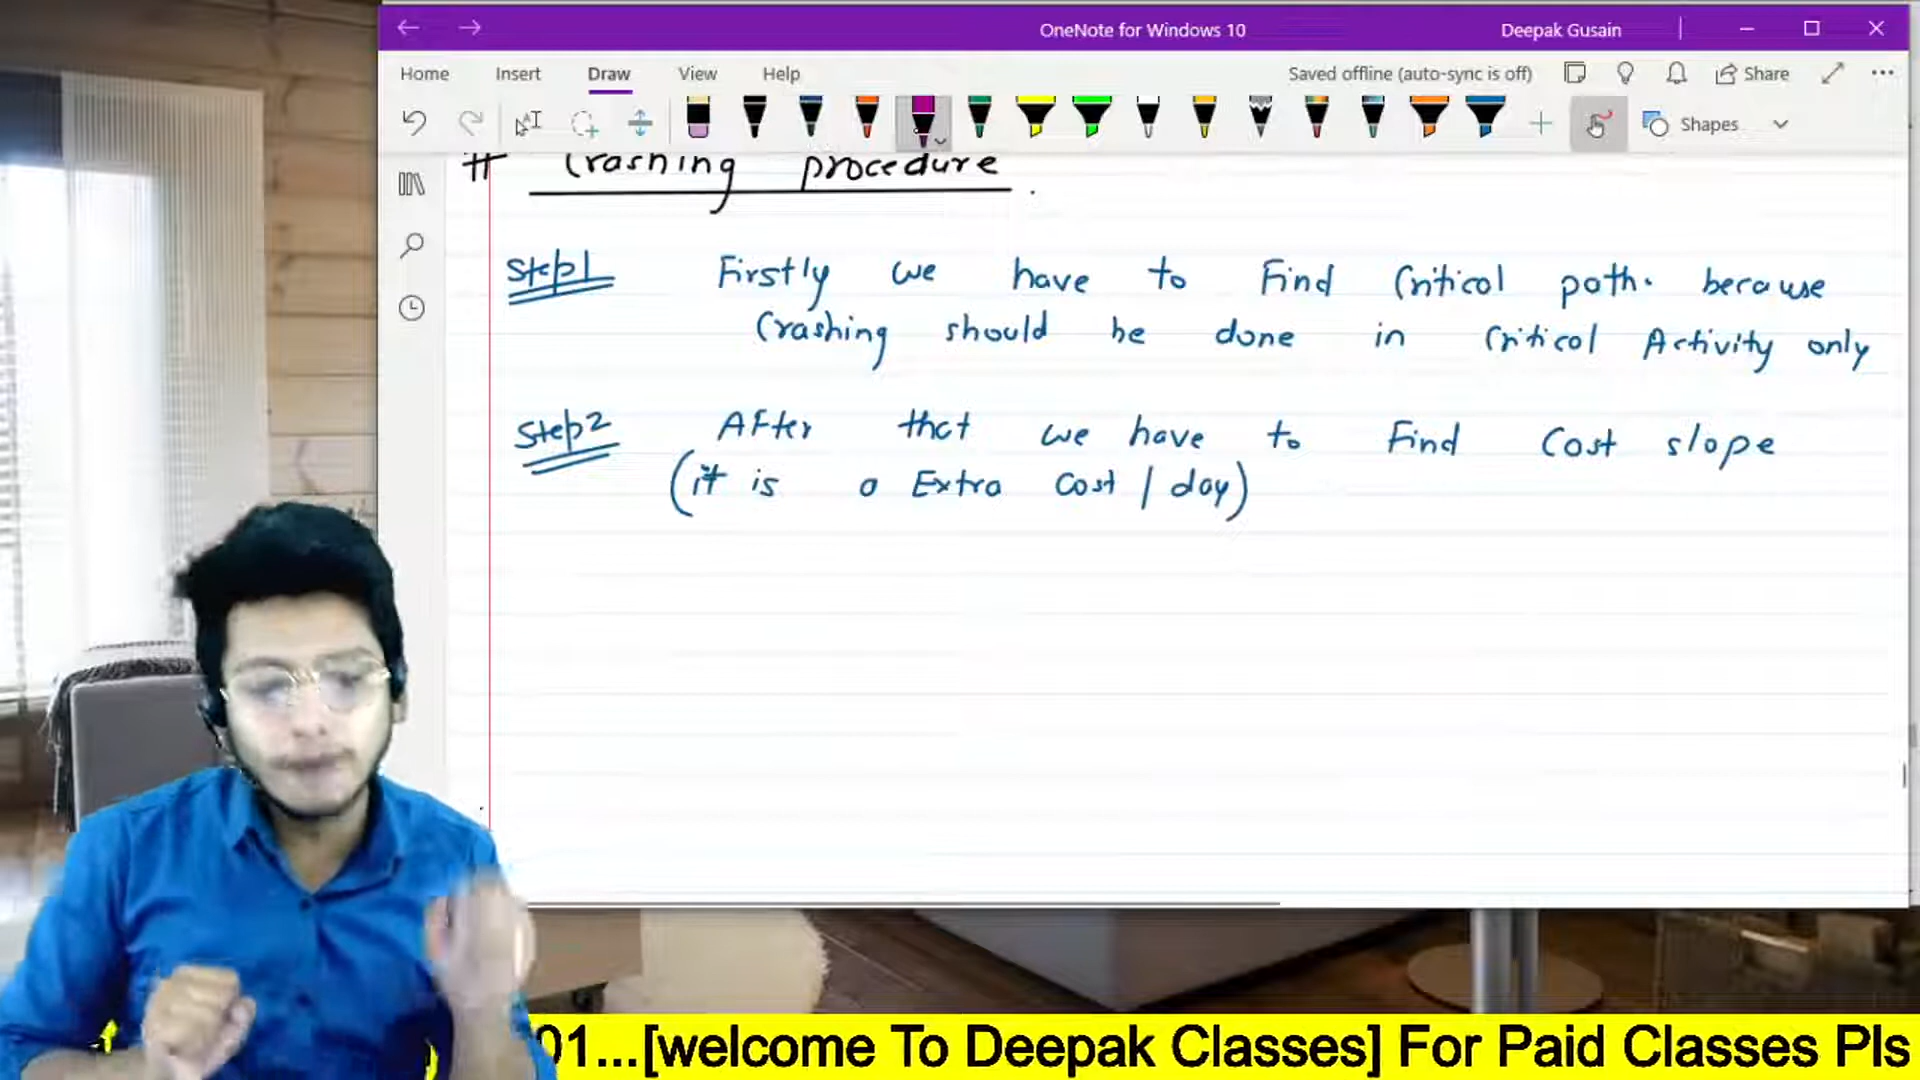 OneNote for Windows 10
Deepak Gusain
Home Insert Draw View Help
Saved offline (auto-sync is off)
Share
Shapes
# Crashing procedure
Step1 Firstly we have to Find Critical path. because
Crashing should be done in Critical Activity only
Step2 After that we have to Find Cost slope
(it is a Extra Cost / day)
01...[welcome To Deepak Classes] For Paid Classes Pls